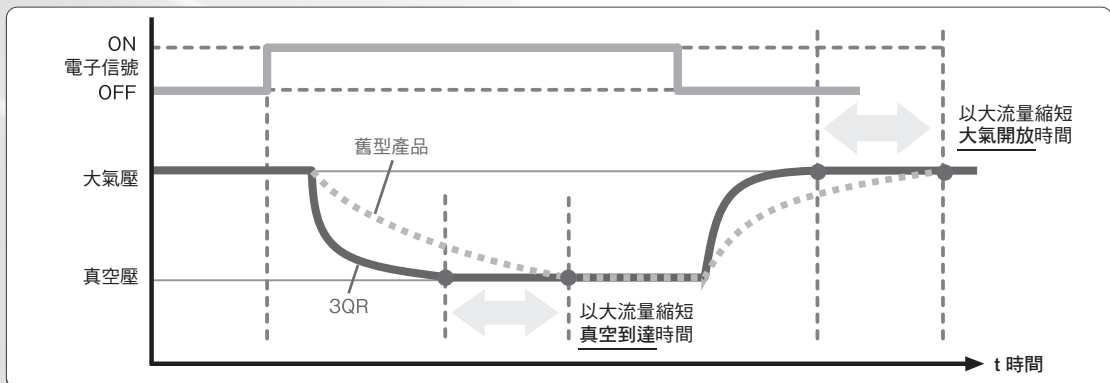 ON
電子信號
OFF
以大流量縮短
大氣開放時間
舊型產品
大氣壓
真空壓
3QR
以大流量縮短
真空到達時間
t 時間